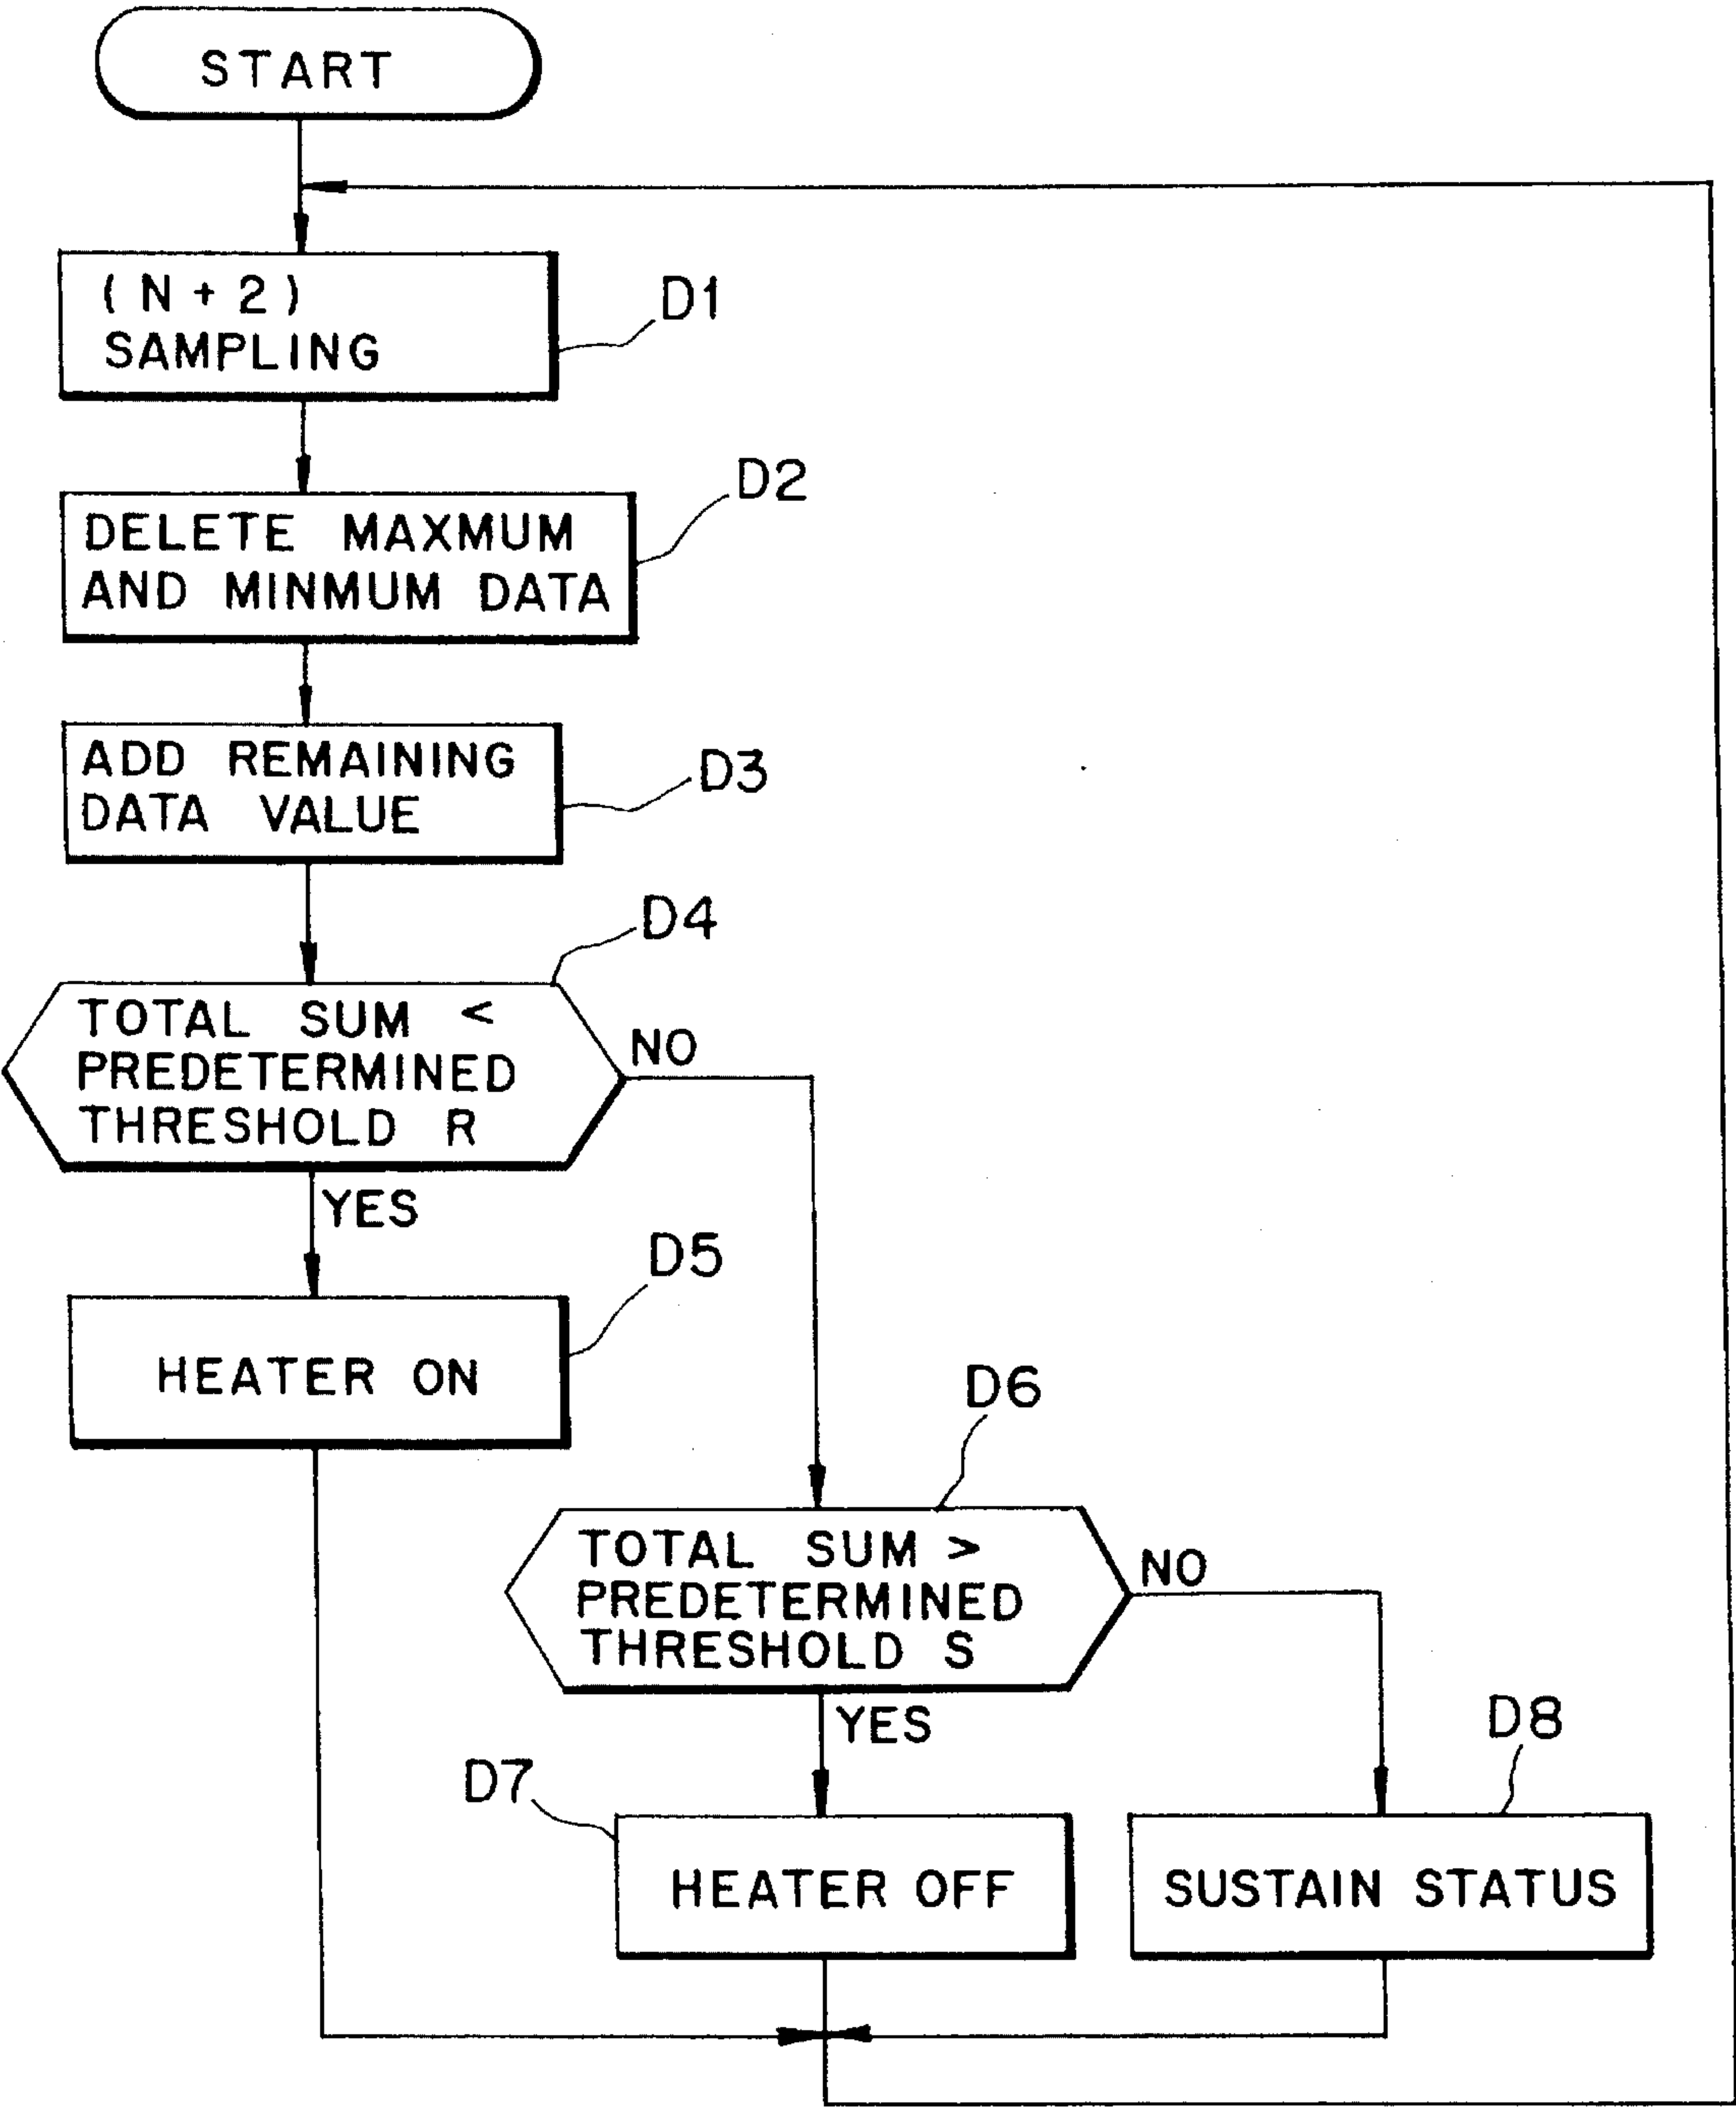 START
(N+2)
SAMPLING
D1
DELETE MAXMUM
AND MINMUM DATA
D2
ADD REMAINING
DATA VALUE
D3
D4
TOTAL SUM <
PREDETERMINED
THRESHOLD R
NO
YES
D5
HEATER ON
D6
TOTAL SUM >
PREDETERMINED
THRESHOLD S
NO
YES
D7
HEATER OFF
D8
SUSTAIN STATUS